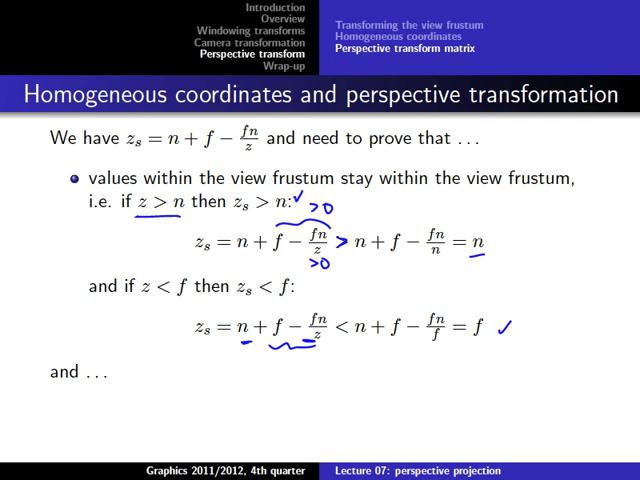 Introduction
Overview
Windowing transforms
Camera transformation
Perspective transform
Wrap-up
Transforming the view frustum
Homogeneous coordinates
Perspective transform matrix
Homogeneous coordinates and perspective transformation
We have z_s = n + f − fn/z and need to prove that . . .
values within the view frustum stay within the view frustum,
i.e. if z > n then z_s > n: ✓ >0
z_s = n + f − fn/z > n + f − fn/n = n
>0
and if z < f then z_s < f:
z_s = n + f − fn/z < n + f − fn/f = f ✓
and . . .
Graphics 2011/2012, 4th quarter
Lecture 07: perspective projection